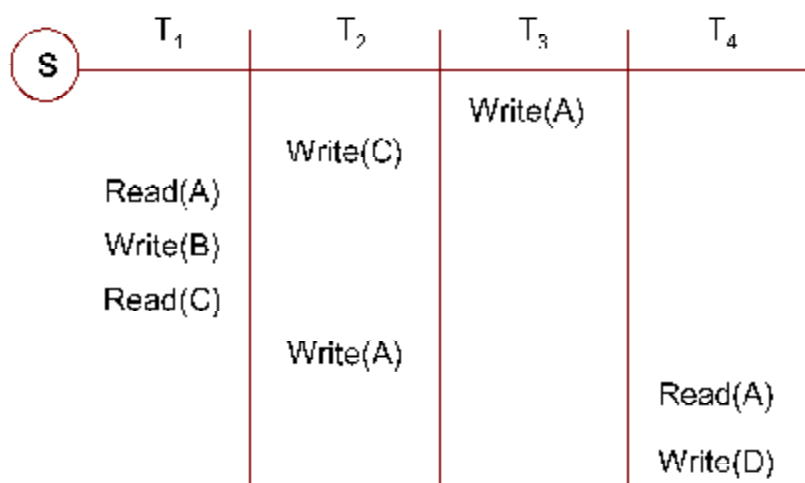 S T₁ T₂ T₃ T₄
Write(A)
Write(C)
Read(A)
Write(B)
Read(C)
Write(A)
Read(A)
Write(D)